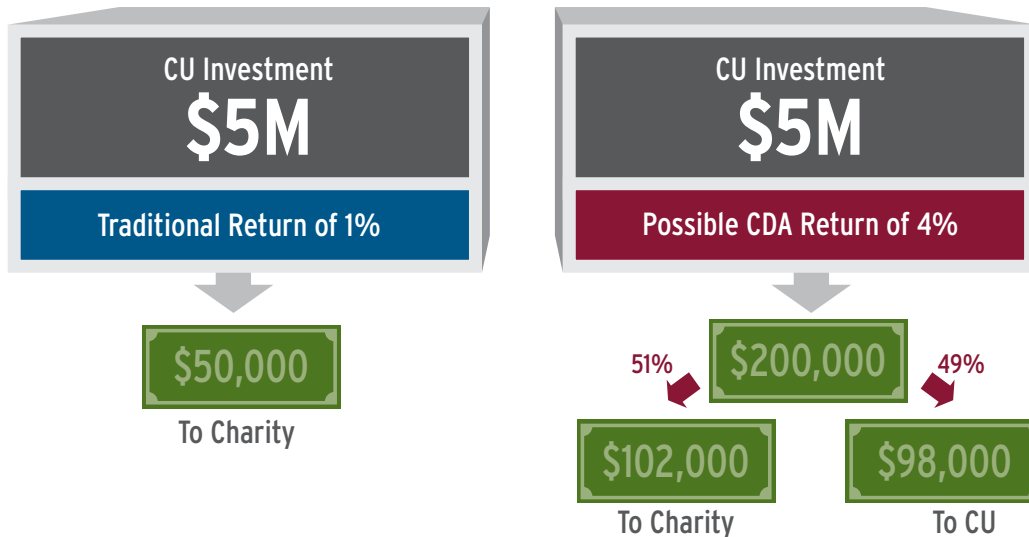 CU Investment
$5M
Traditional Return of 1%
$50,000
To Charity
CU Investment
$5M
Possible CDA Return of 4%
$200,000
51%
49%
$102,000
$98,000
To Charity
To CU